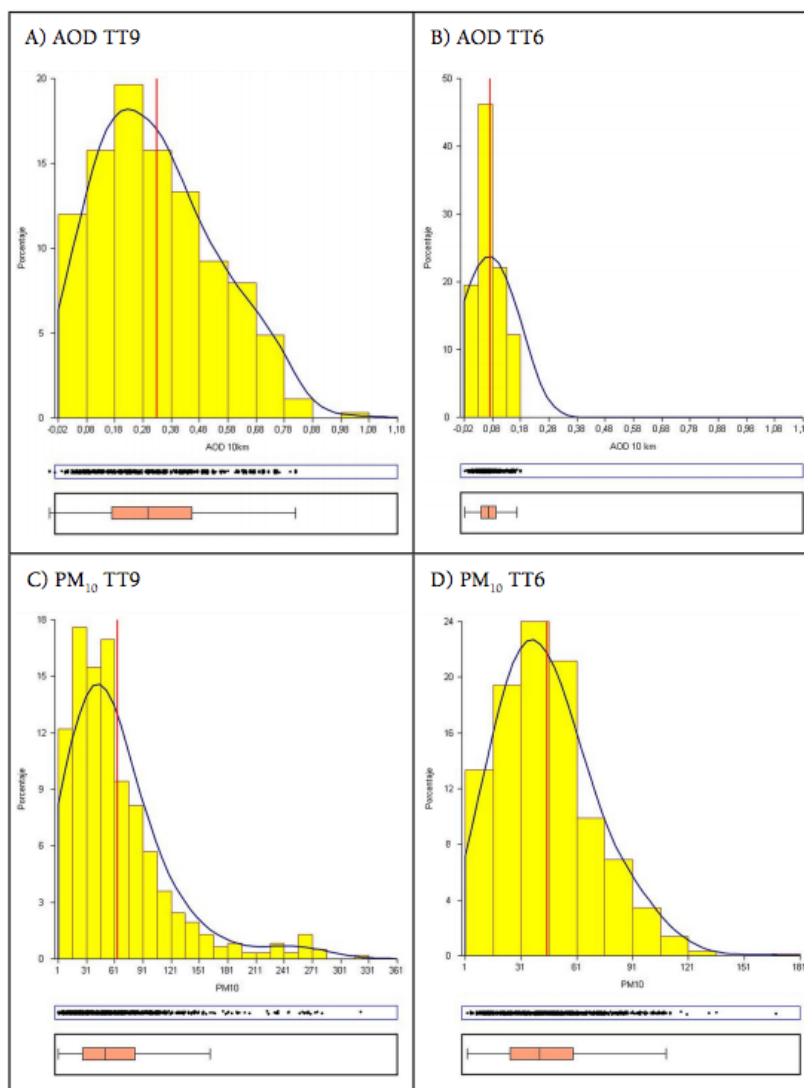 A) AOD TT9
20
15
10
5
0
Porcentaje
-0,02 0,08 0,18 0,28 0,38 0,48 0,58 0,68 0,78 0,88 0,98 1,08 1,18
AOD 10km
B) AOD TT6
50
40
30
20
10
0
Porcentaje
-0,02 0,08 0,18 0,28 0,38 0,48 0,58 0,68 0,78 0,88 0,98 1,08
AOD 10 km
C) PM₁₀ TT9
18
15
12
9
6
3
0
Porcentaje
1 31 61 91 121 151 181 211 241 271 301 331 361
PM10
D) PM₁₀ TT6
24
20
16
12
8
4
0
Porcentaje
1 31 61 91 121 151 181
PM10